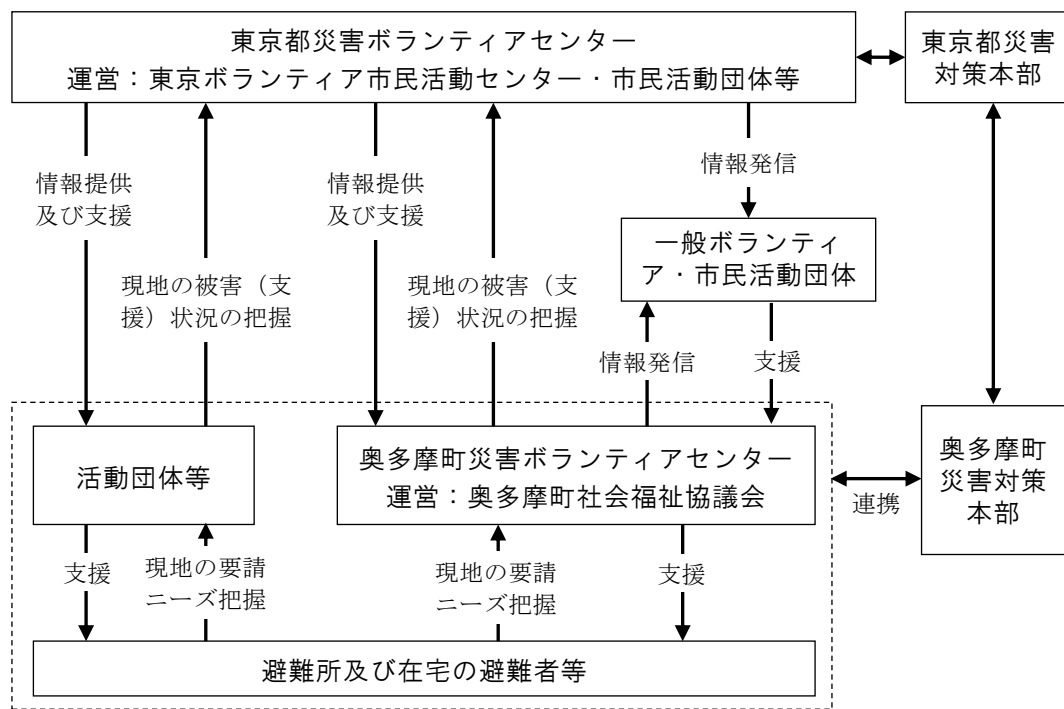 東京都災害ボランティアセンター
運営：東京ボランティア市民活動センター・市民活動団体等
東京都災害
対策本部
情報提供
及び支援
現地の被害（支
援）状況の把握
情報提供
及び支援
現地の被害（支
援）状況の把握
情報発信
一般ボランティ
ア・市民活動団体
情報発信
支援
活動団体等
奥多摩町災害ボランティアセンター
運営：奥多摩町社会福祉協議会
連携
奥多摩町
災害対策
本部
支援
現地の要請
ニーズ把握
現地の要請
ニーズ把握
支援
避難所及び在宅の避難者等